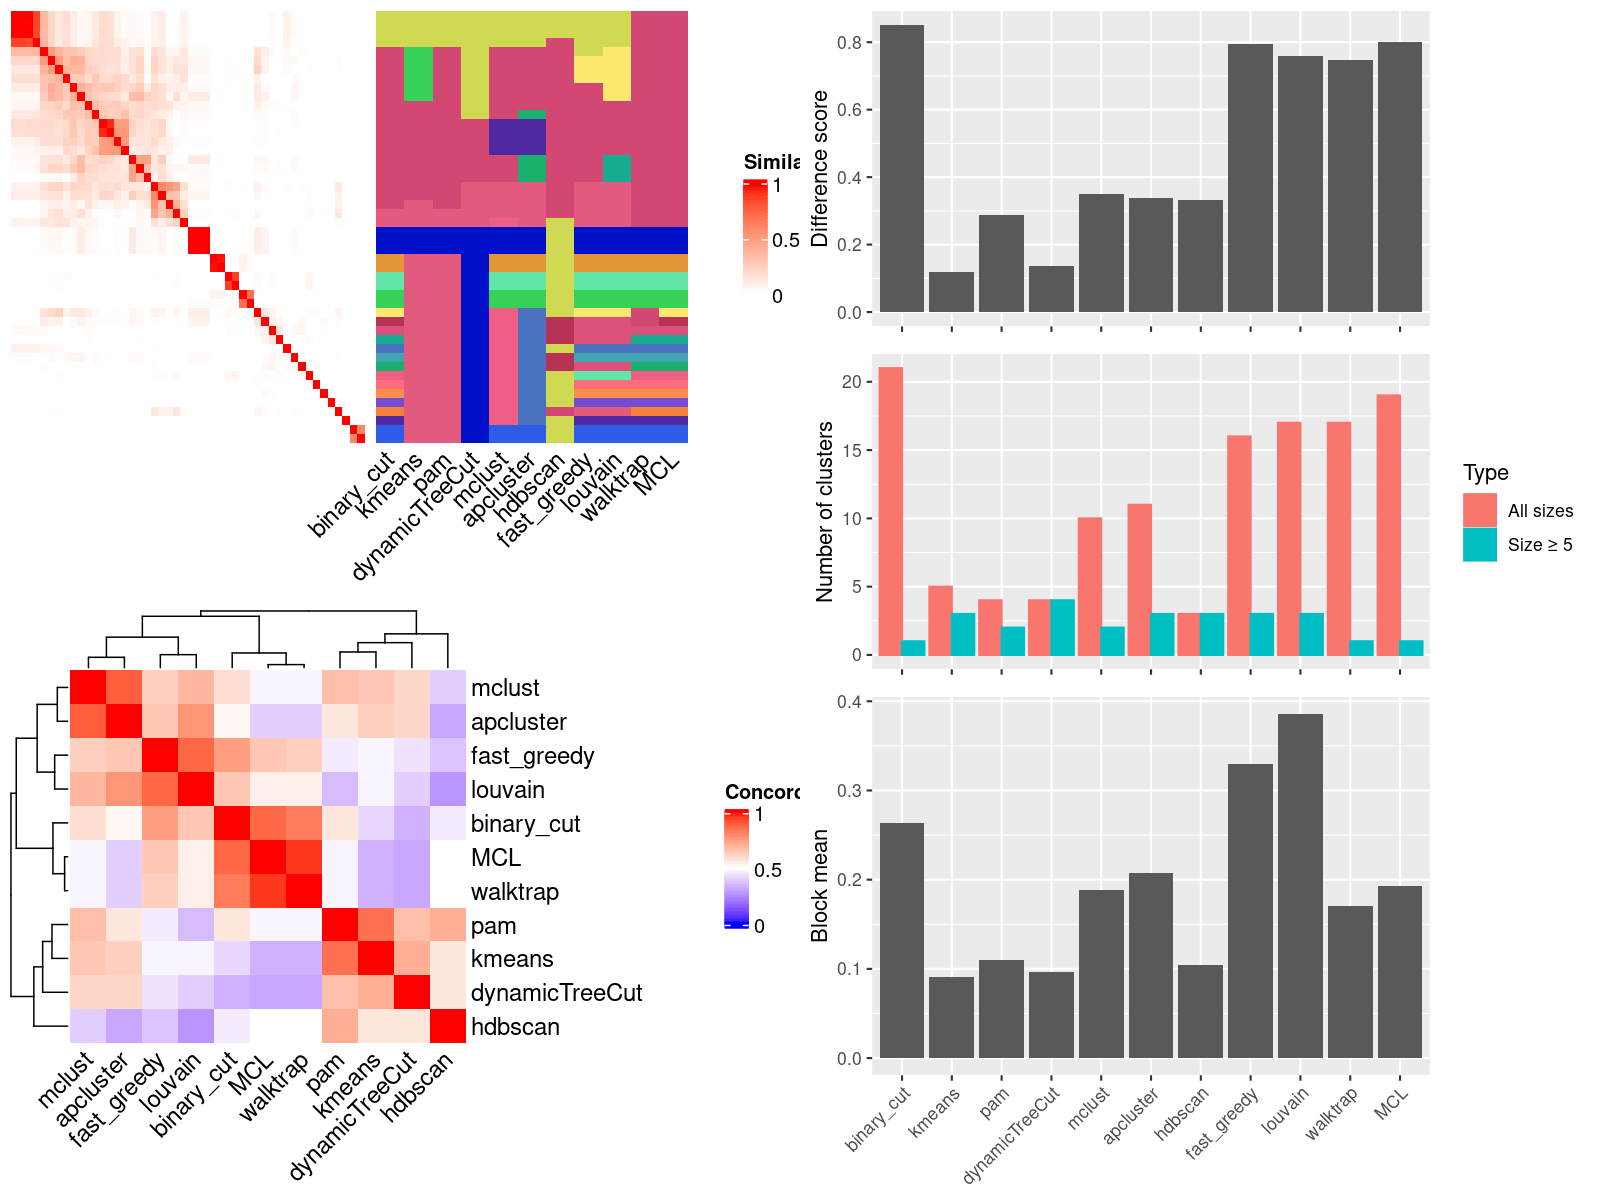 Simila
1
0.5
0
binary_cut
kmeans
pam
dynamicTreeCut
mclust
apcluster
hdbscan
fast_greedy
louvain
walktrap
MCL
mclust
apcluster
fast_greedy
louvain
binary_cut
MCL
walktrap
pam
kmeans
dynamicTreeCut
hdbscan
mclust
apcluster
fast_greedy
louvain
binary_cut
MCL
walktrap
pam
kmeans
dynamicTreeCut
hdbscan
Concord
1
0.5
0
Difference score
0.8
0.6
0.4
0.2
0.0
Number of clusters
20
15
10
5
0
Type
All sizes
Size ≥ 5
Block mean
0.4
0.3
0.2
0.1
0.0
binary_cut
kmeans
pam
dynamicTreeCut
mclust
apcluster
hdbscan
fast_greedy
louvain
walktrap
MCL